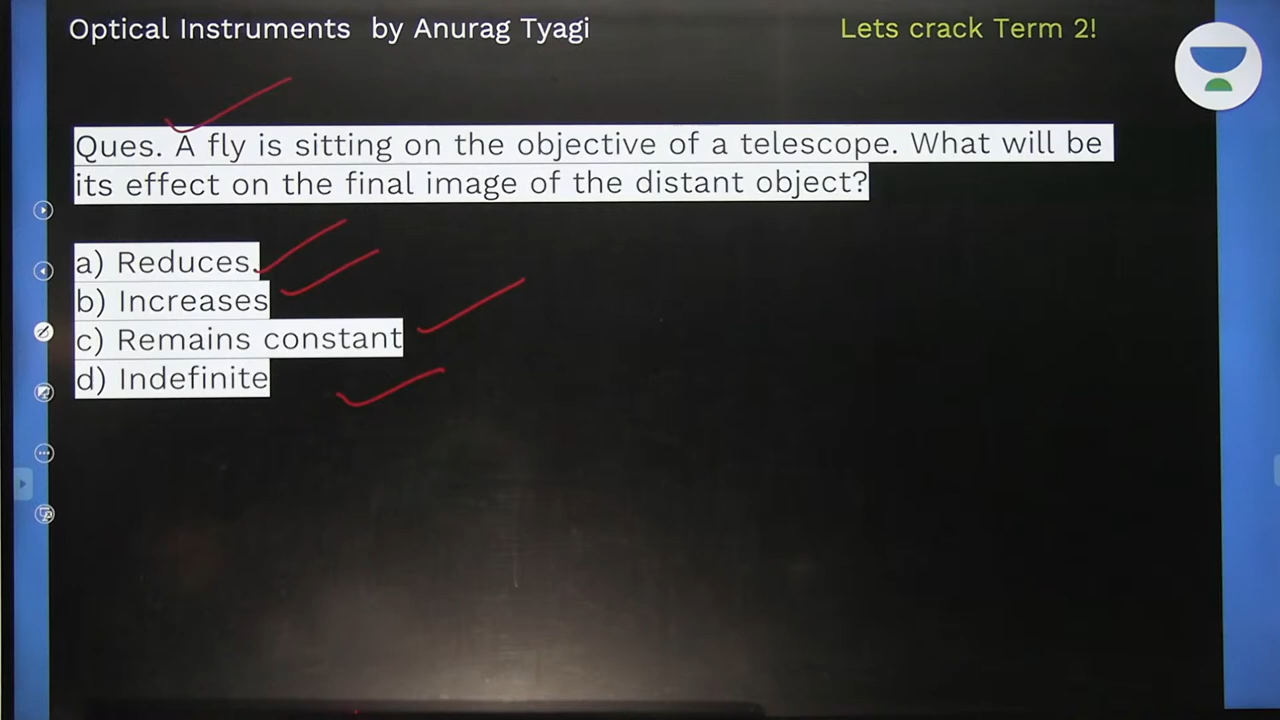 Optical Instruments by Anurag Tyagi
Lets crack Term 2!
Ques. A fly is sitting on the objective of a telescope. What will be
its effect on the final image of the distant object?
a) Reduces.
b) Increases
c) Remains constant
d) Indefinite